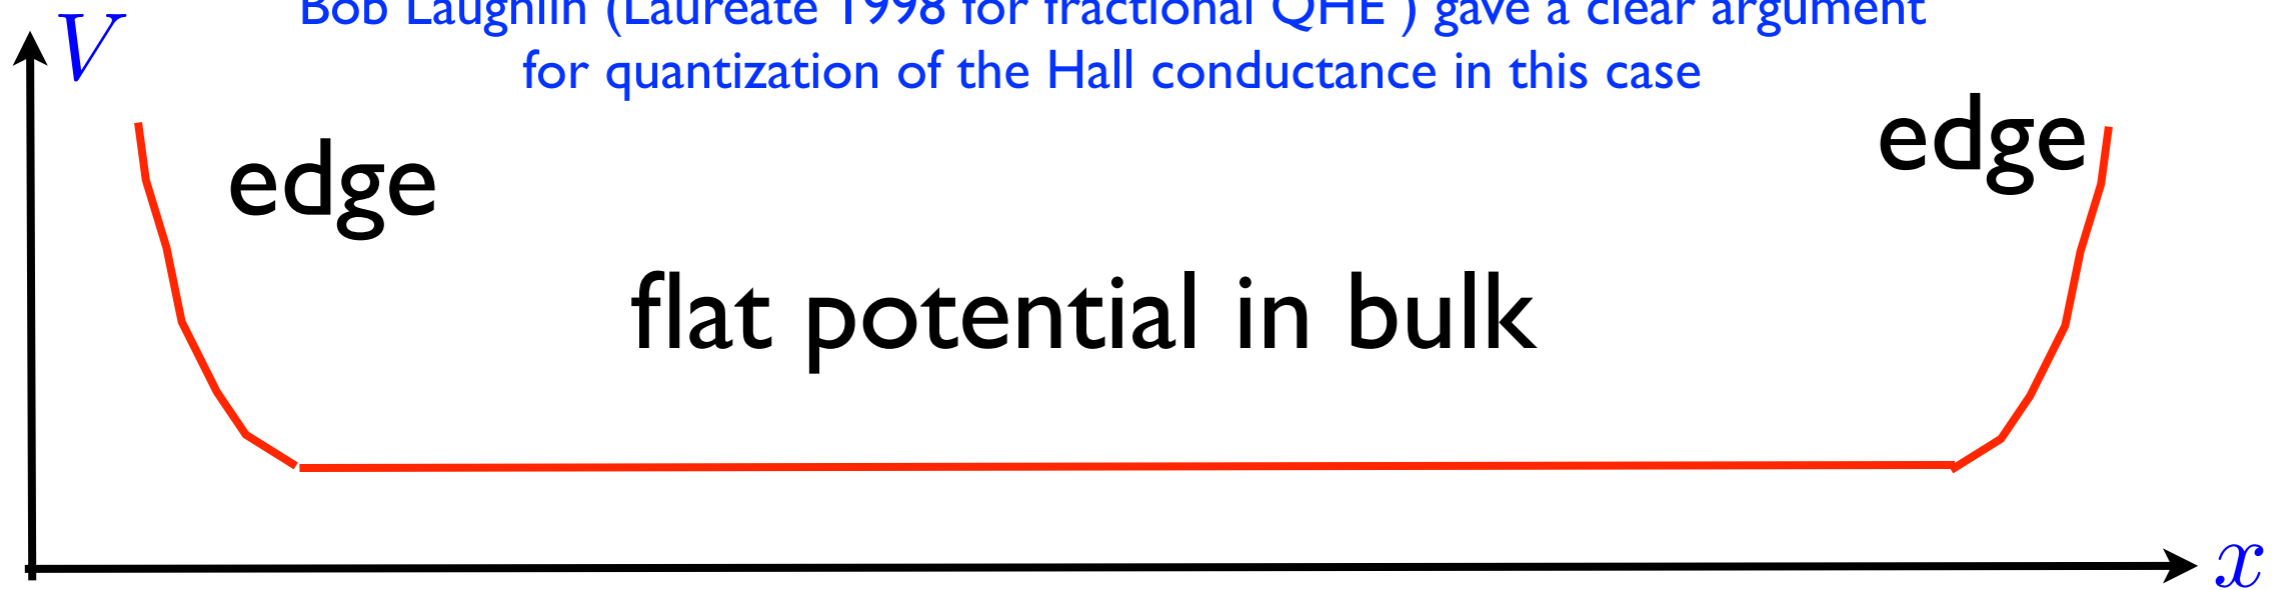 Bob Laughlin (Laureate 1998 for fractional QHE ) gave a clear argument
for quantization of the Hall conductance in this case
V
edge
edge
flat potential in bulk
x